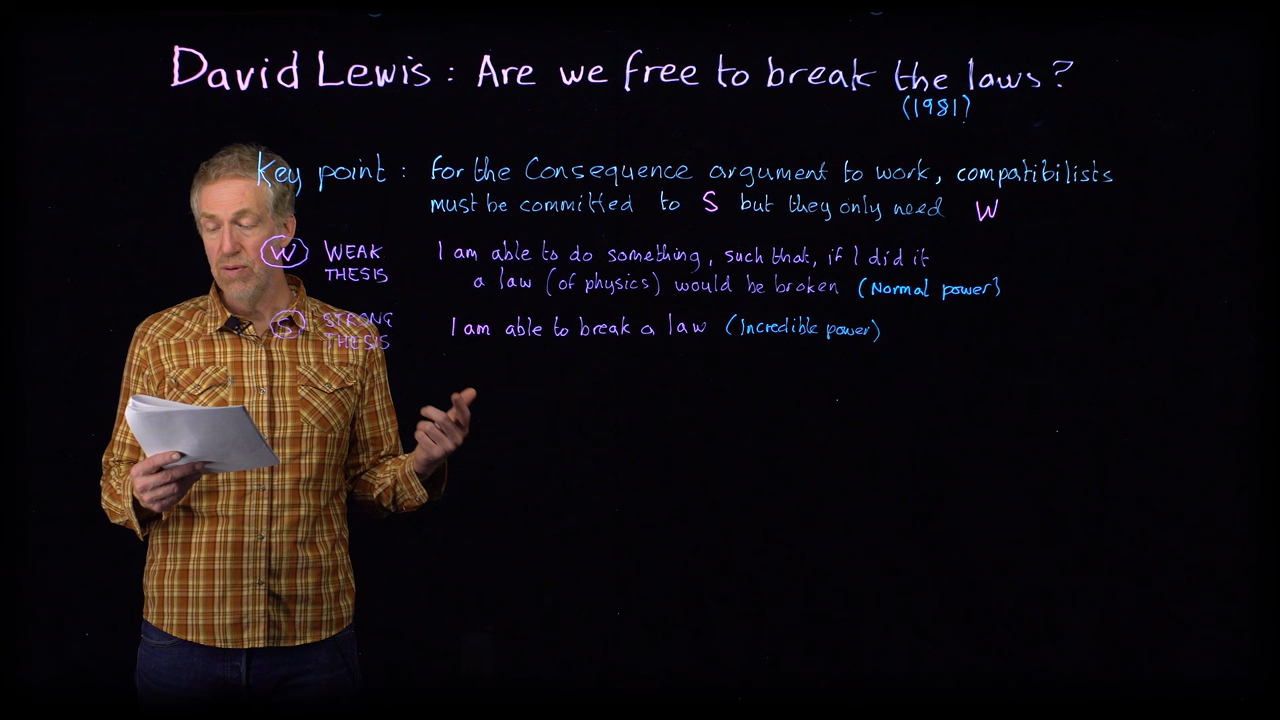 David Lewis: Are we free to break the laws?
(1981)
Key point: For the Consequence argument to work, compatibilists
must be committed to S but they only need W
W WEAK THESIS I am able to do something, such that, if I did it
a law (of physics) would be broken (Normal power)
S STRONG THESIS I am able to break a law (Incredible power)